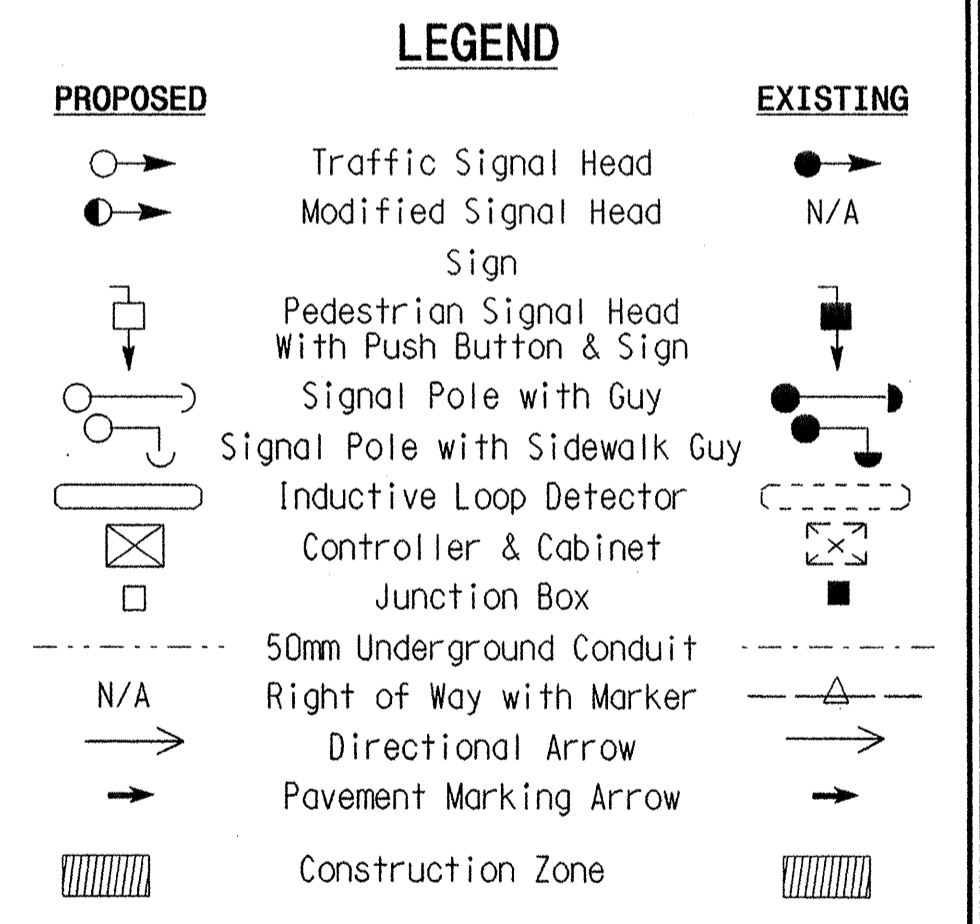 LEGEND
PROPOSED EXISTING
Traffic Signal Head
Modified Signal Head N/A
Sign
Pedestrian Signal Head
With Push Button & Sign
Signal Pole with Guy
Signal Pole with Sidewalk Guy
Inductive Loop Detector
Controller & Cabinet
Junction Box
50mm Underground Conduit
N/A Right of Way with Marker
Directional Arrow
Pavement Marking Arrow
Construction Zone